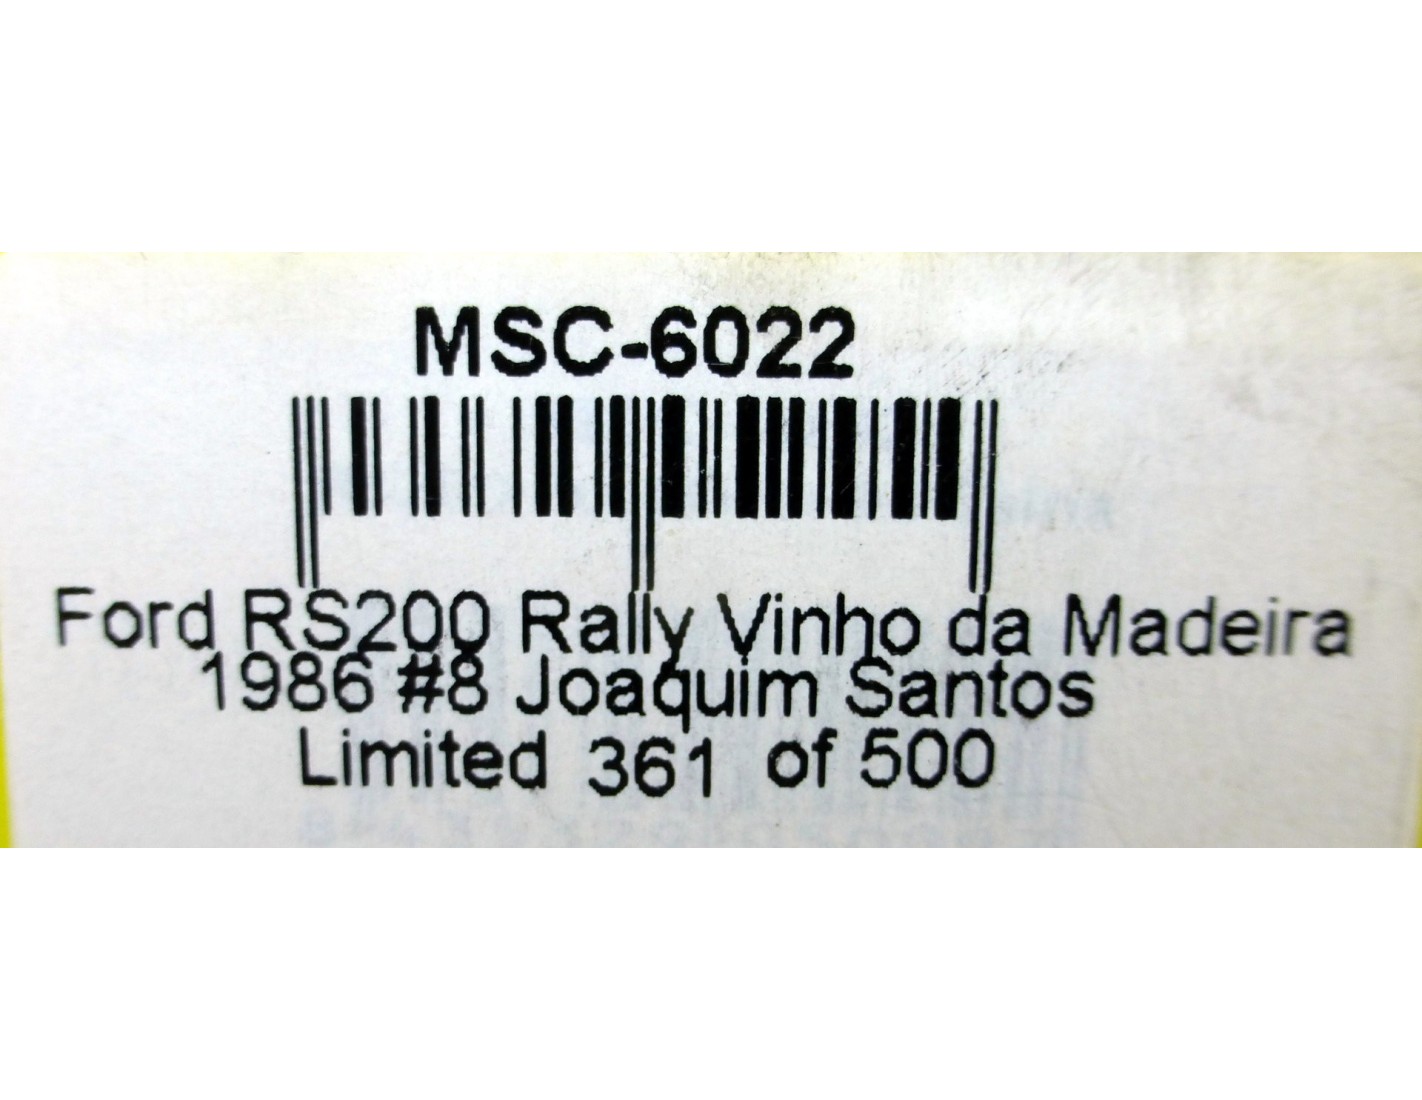 MSC-6022
Ford RS200 Rally Vinho da Madeira
1986 #8 Joaquim Santos
Limited 361 of 500